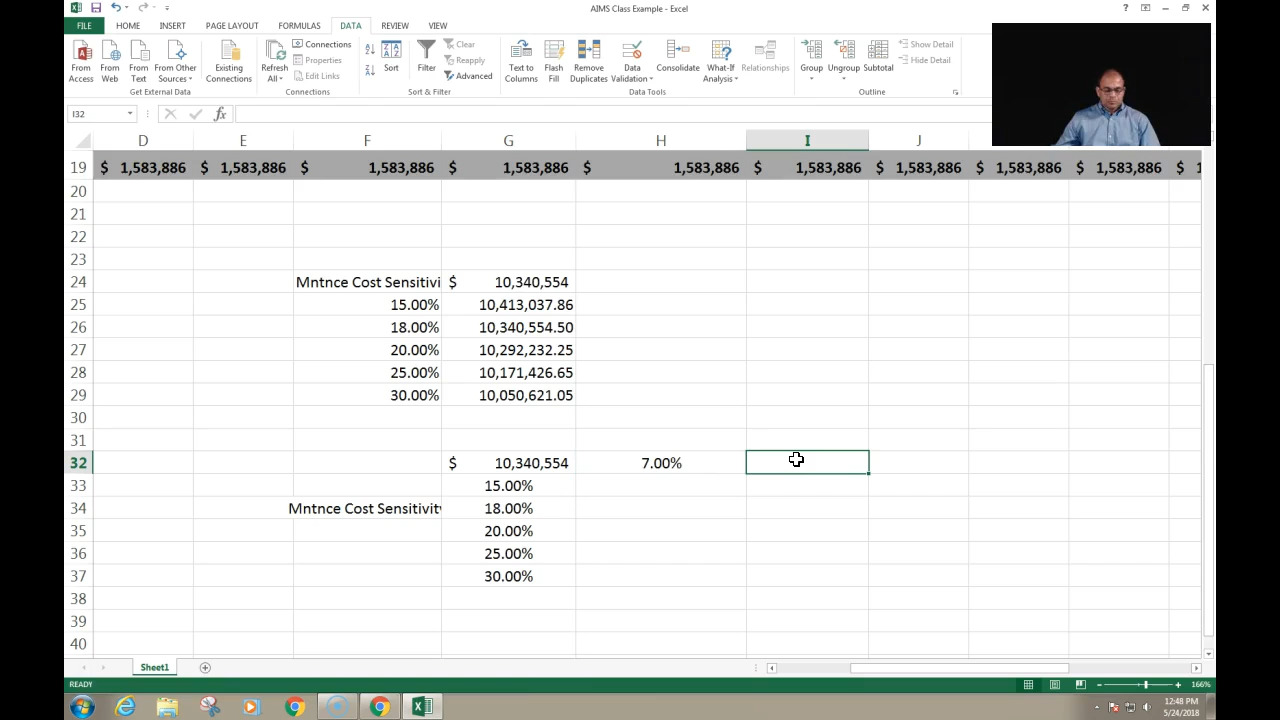 AIMS Class Example - Excel
FILE HOME INSERT PAGE LAYOUT FORMULAS DATA REVIEW VIEW
From Access
From Web
From Text
From Other Sources
Get External Data
Existing Connections
Refresh All
Connections
Properties
Edit Links
Connections
Sort
Filter
Clear
Reapply
Advanced
Sort & Filter
Text to Columns
Flash Fill
Remove Duplicates
Data Validation
Consolidate
What-If Analysis
Relationships
Data Tools
Group
Ungroup
Subtotal
Show Detail
Hide Detail
Outline
I32 fx
D E F G H I J
19 $ 1,583,886 $ 1,583,886 $ 1,583,886 $ 1,583,886 $ 1,583,886 $ 1,583,886 $ 1,583,886 $ 1,583,886 $ 1,583,886 $ 1
20
21
22
23
24 Mntnce Cost Sensitivi $ 10,340,554
25 15.00% 10,413,037.86
26 18.00% 10,340,554.50
27 20.00% 10,292,232.25
28 25.00% 10,171,426.65
29 30.00% 10,050,621.05
30
31
32 $ 10,340,554 7.00%
33 15.00%
34 Mntnce Cost Sensitivity 18.00%
35 20.00%
36 25.00%
37 30.00%
38
39
40
Sheet1
READY 166%
12:48 PM
5/24/2018